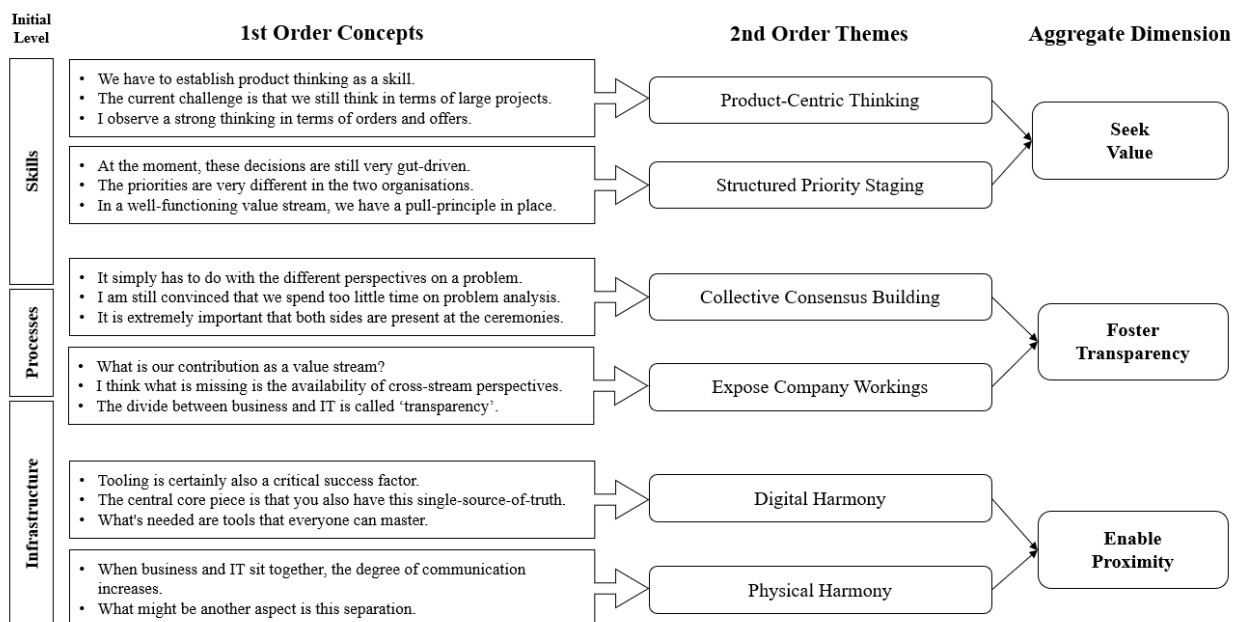 Initial
Level
1st Order Concepts
2nd Order Themes
Aggregate Dimension
Skills
• We have to establish product thinking as a skill.
• The current challenge is that we still think in terms of large projects.
• I observe a strong thinking in terms of orders and offers.
Product-Centric Thinking
• At the moment, these decisions are still very gut-driven.
• The priorities are very different in the two organisations.
• In a well-functioning value stream, we have a pull-principle in place.
Structured Priority Staging
Seek
Value
Processes
• It simply has to do with the different perspectives on a problem.
• I am still convinced that we spend too little time on problem analysis.
• It is extremely important that both sides are present at the ceremonies.
Collective Consensus Building
• What is our contribution as a value stream?
• I think what is missing is the availability of cross-stream perspectives.
• The divide between business and IT is called ‘transparency’.
Expose Company Workings
Foster
Transparency
Infrastructure
• Tooling is certainly also a critical success factor.
• The central core piece is that you also have this single-source-of-truth.
• What's needed are tools that everyone can master.
Digital Harmony
• When business and IT sit together, the degree of communication
increases.
• What might be another aspect is this separation.
Physical Harmony
Enable
Proximity